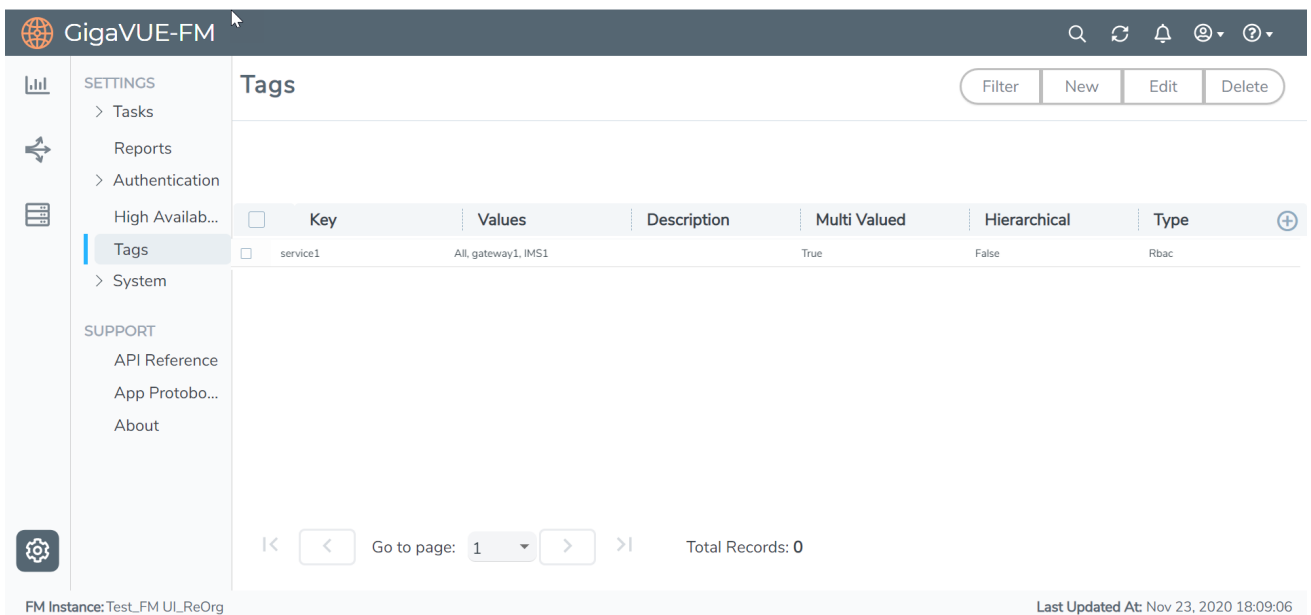 GigaVUE-FM
SETTINGS
Tasks
Reports
Authentication
High Availab...
Tags
System
SUPPORT
API Reference
App Protobo...
About
Tags
Filter New Edit Delete
Key Values Description Multi Valued Hierarchical Type
service1 All, gateway1, IMS1 True False Rbac
Go to page: 1 Total Records: 0
FM Instance: Test_FM UI_ReOrg Last Updated At: Nov 23, 2020 18:09:06